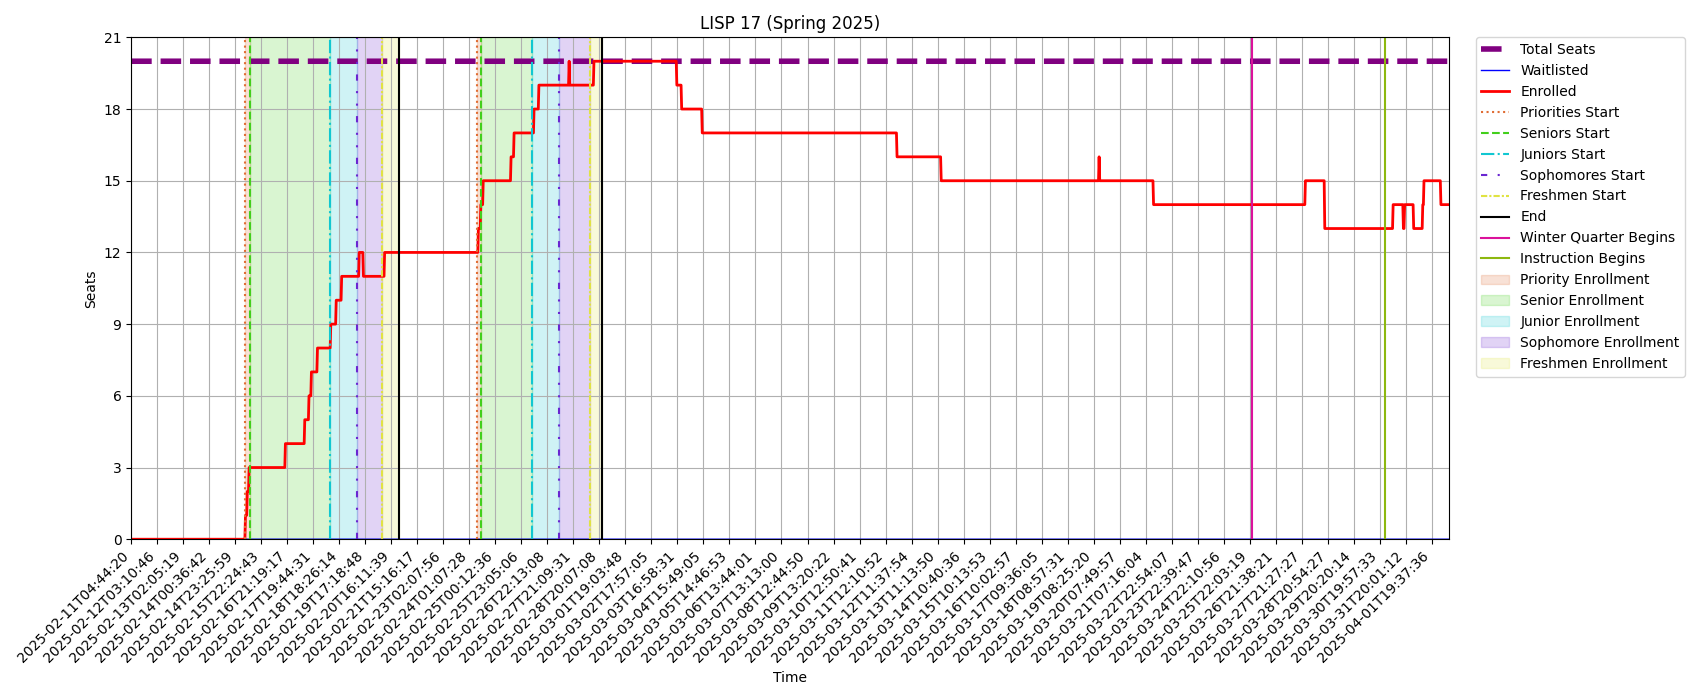 LISP 17 (Spring 2025)
21
18
15
12
9
6
3
0
Seats
2025-02-11T04:44:20
2025-02-12T03:10:46
2025-02-13T02:05:19
2025-02-14T00:36:42
2025-02-14T23:25:59
2025-02-15T22:24:43
2025-02-16T21:19:17
2025-02-17T19:44:31
2025-02-18T18:26:14
2025-02-19T17:18:48
2025-02-20T16:11:39
2025-02-21T15:16:17
2025-02-23T02:07:56
2025-02-24T01:07:28
2025-02-25T00:12:36
2025-02-25T23:05:06
2025-02-26T22:13:08
2025-02-27T21:09:31
2025-02-28T20:07:08
2025-03-01T19:03:48
2025-03-02T17:57:05
2025-03-03T16:58:31
2025-03-04T15:49:05
2025-03-05T14:46:53
2025-03-06T13:44:01
2025-03-07T13:13:00
2025-03-08T12:44:50
2025-03-09T13:20:22
2025-03-10T12:50:41
2025-03-11T12:10:52
2025-03-12T11:37:54
2025-03-13T11:13:50
2025-03-14T10:40:36
2025-03-15T10:13:53
2025-03-16T10:02:57
2025-03-17T09:36:05
2025-03-18T08:57:31
2025-03-19T08:25:20
2025-03-20T07:49:57
2025-03-21T07:16:04
2025-03-22T22:54:07
2025-03-23T22:39:47
2025-03-24T22:10:56
2025-03-25T22:03:19
2025-03-26T21:38:21
2025-03-27T21:27:27
2025-03-28T20:54:27
2025-03-29T20:20:14
2025-03-30T19:57:33
2025-03-31T20:01:12
2025-04-01T19:37:36
Time
Total Seats
Waitlisted
Enrolled
Priorities Start
Seniors Start
Juniors Start
Sophomores Start
Freshmen Start
End
Winter Quarter Begins
Instruction Begins
Priority Enrollment
Senior Enrollment
Junior Enrollment
Sophomore Enrollment
Freshmen Enrollment